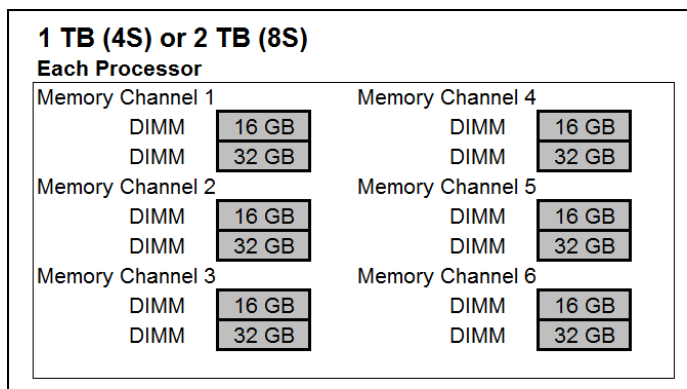 1 TB (4S) or 2 TB (8S)
Each Processor
Memory Channel 1
DIMM 16 GB
DIMM 32 GB
Memory Channel 2
DIMM 16 GB
DIMM 32 GB
Memory Channel 3
DIMM 16 GB
DIMM 32 GB
Memory Channel 4
DIMM 16 GB
DIMM 32 GB
Memory Channel 5
DIMM 16 GB
DIMM 32 GB
Memory Channel 6
DIMM 16 GB
DIMM 32 GB